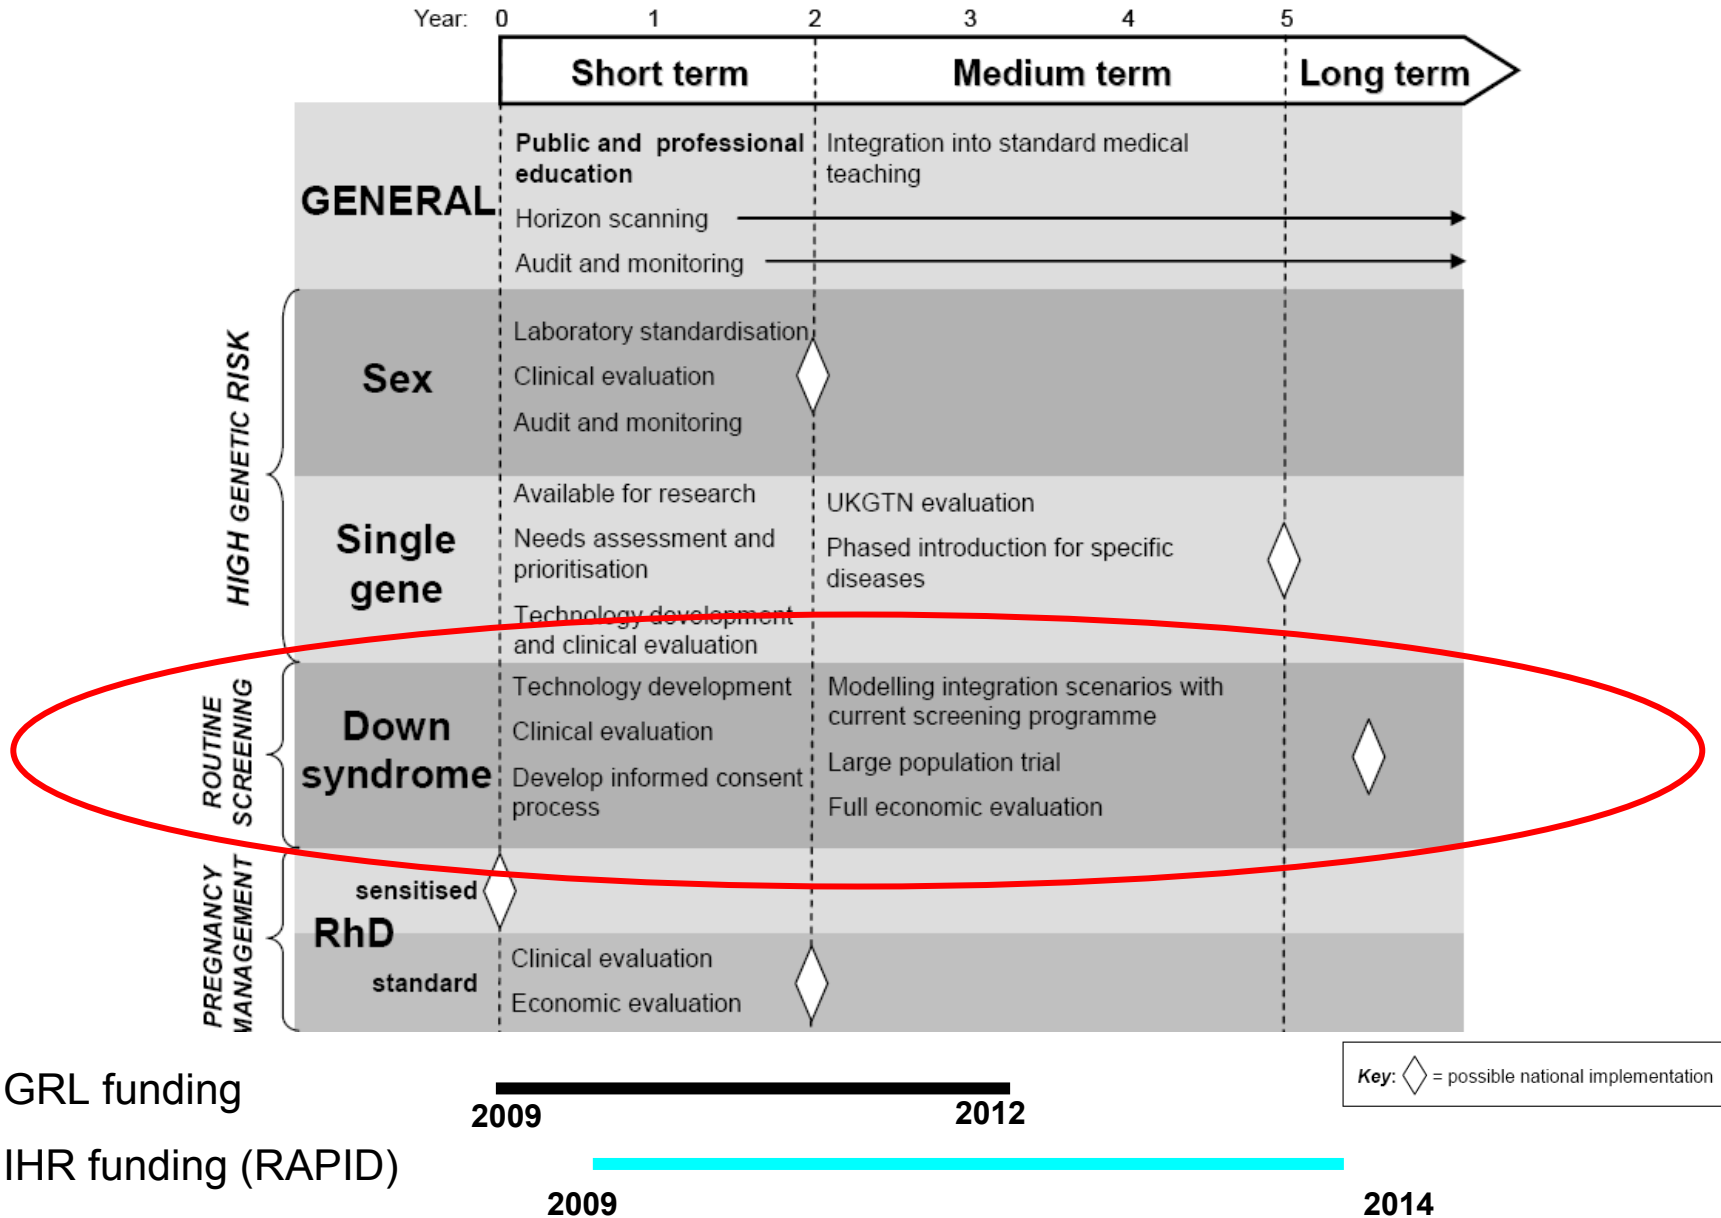 Year: 0 1 2 3 4 5
Short term Medium term Long term
GENERAL
Public and professional
education
Horizon scanning
Audit and monitoring
Integration into standard medical
teaching
HIGH GENETIC RISK
Sex
Laboratory standardisation
Clinical evaluation
Audit and monitoring
Single
gene
Available for research
Needs assessment and
prioritisation
Technology development
and clinical evaluation
UKGTN evaluation
Phased introduction for specific
diseases
ROUTINE
SCREENING
Down
syndrome
Technology development
Clinical evaluation
Develop informed consent
process
Modelling integration scenarios with
current screening programme
Large population trial
Full economic evaluation
PREGNANCY
MANAGEMENT
sensitised
RhD
standard
Clinical evaluation
Economic evaluation
Key: = possible national implementation
GRL funding
2009 2012
IHR funding (RAPID)
2009 2014